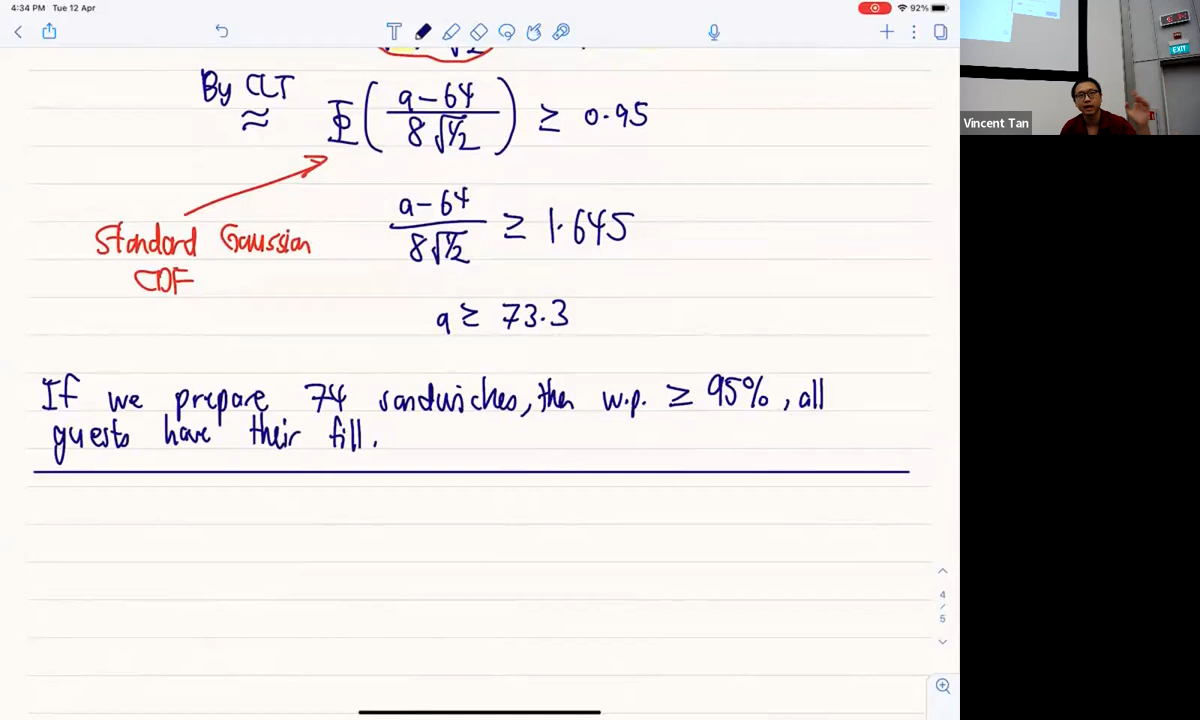 4:34 PM Tue 12 Apr
92%
By CLT
≈ Φ((a-64)/(8√1/2)) ≥ 0.95
(a-64)/(8√1/2) ≥ 1.645
Standard Gaussian
CDF
a ≥ 73.3
If we prepare 74 sandwiches, then w.p. ≥ 95%, all
guests have their fill.
4
/
5
EXIT
Vincent Tan